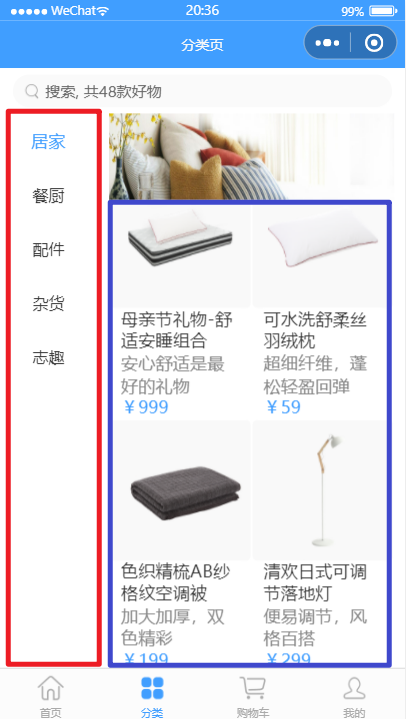 WeChat 20:36 99%
分类页
搜索, 共48款好物
居家
餐厨
配件
杂货
志趣
母亲节礼物-舒
适安睡组合
安心舒适是最
好的礼物
￥999
可水洗舒柔丝
羽绒枕
超细纤维，蓬
松轻盈回弹
￥59
色织精梳AB纱
格纹空调被
加大加厚，双
色精彩
￥199
清欢日式可调
节落地灯
便易调节，风
格百搭
￥299
首页
分类
购物车
我的